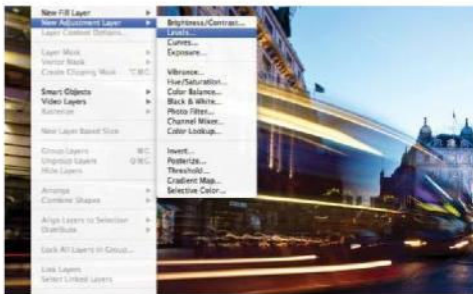 New Fill Layer
New Adjustment Layer
Layer Content Options...
Layer Mask
Vector Mask
Create Clipping Mask ⌥⌘G
Smart Objects
Video Layers
Rasterize
New Layer Based Slice
Group Layers ⌘G
Ungroup Layers ⇧⌘G
Hide Layers
Arrange
Combine Shapes
Align Layers to Selection
Distribute
Lock All Layers in Group...
Link Layers
Select Linked Layers
Brightness/Contrast...
Levels...
Curves...
Exposure...
Vibrance...
Hue/Saturation...
Color Balance...
Black & White...
Photo Filter...
Channel Mixer...
Color Lookup...
Invert...
Posterize...
Threshold...
Gradient Map...
Selective Color...